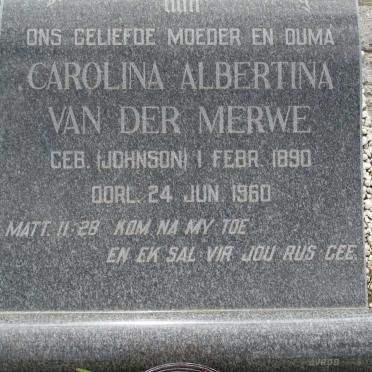 ONS GELIEFDE MOEDER EN OUMA
CAROLINA ALBERTINA
VAN DER MERWE
GEB. (JOHNSON) 1 FEBR. 1890
OORL. 24 JUN. 1960
MATT. 11:28 KOM NA MY TOE
EN EK SAL VIR JOU RUS GEE.